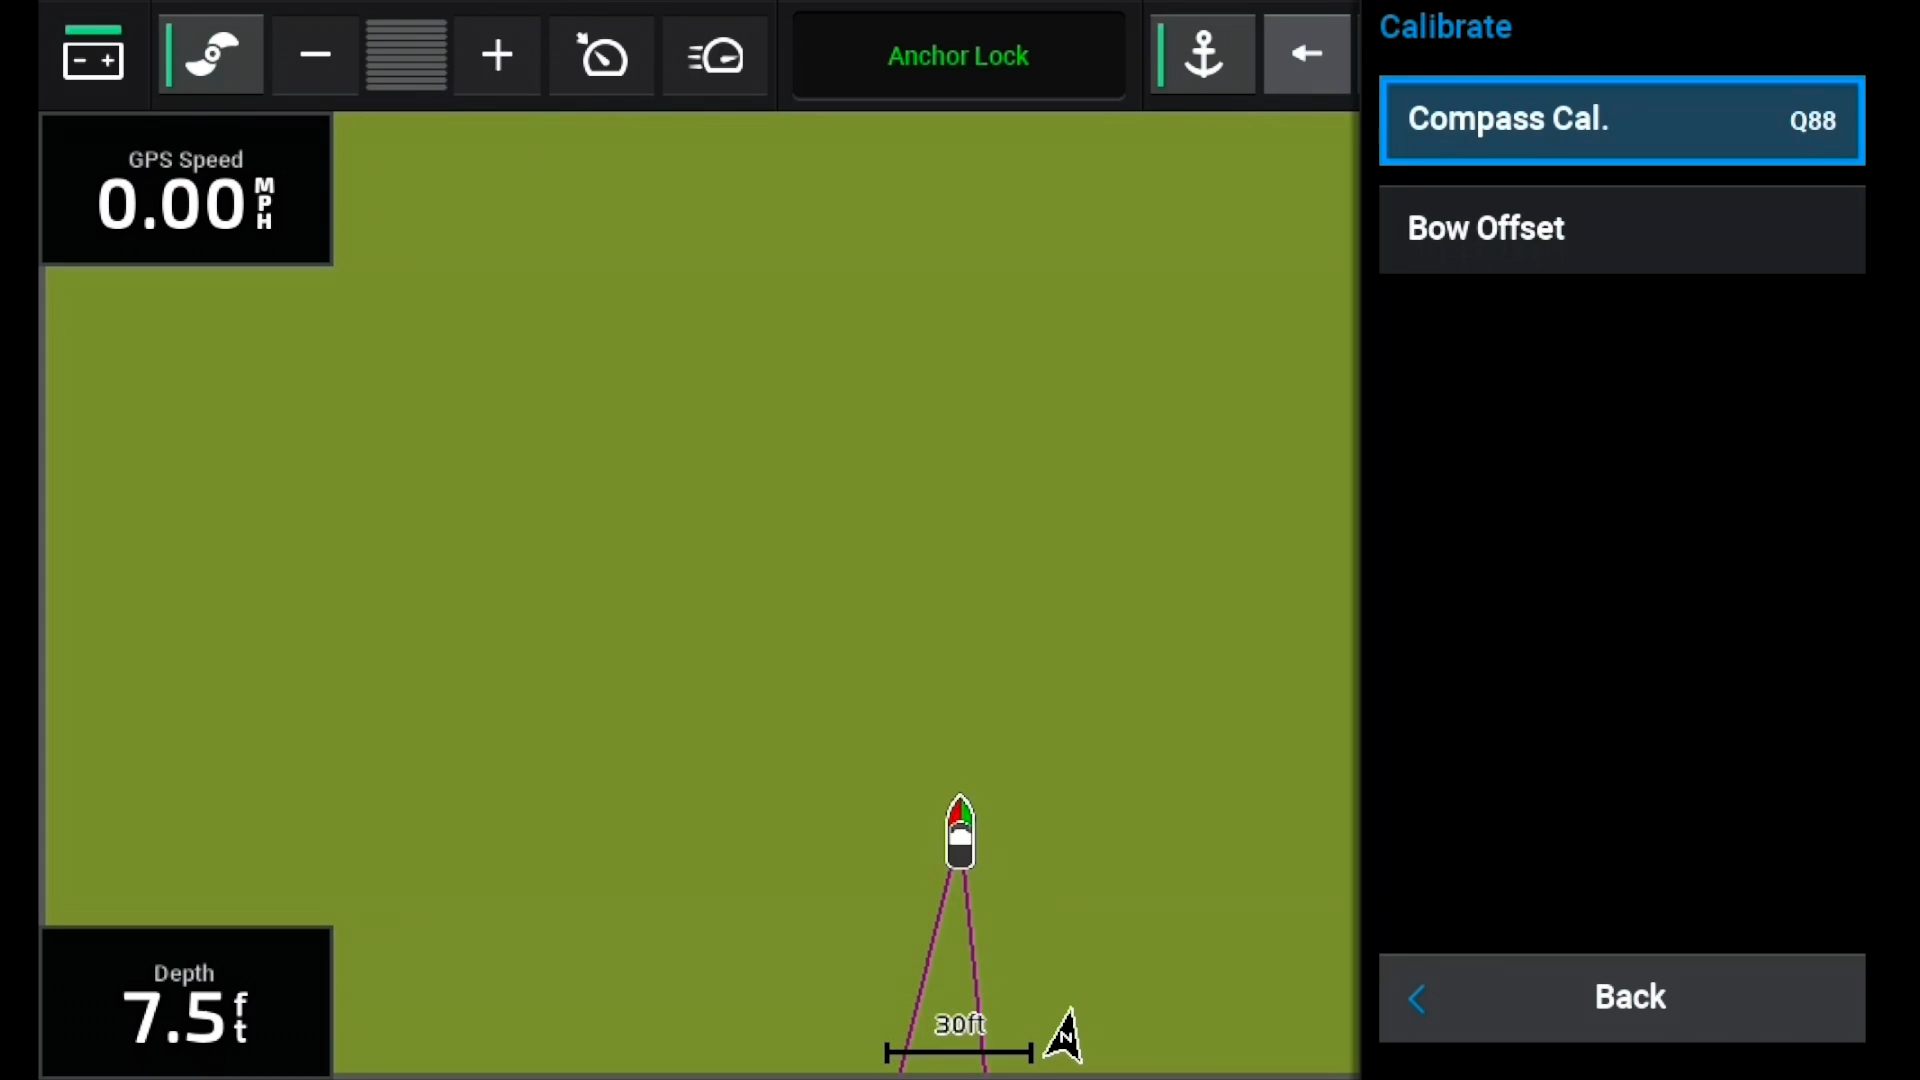 Anchor Lock
GPS Speed
0.00 MPH
Depth
7.5 ft
30ft
N
Calibrate
Compass Cal. Q88
Bow Offset
Back